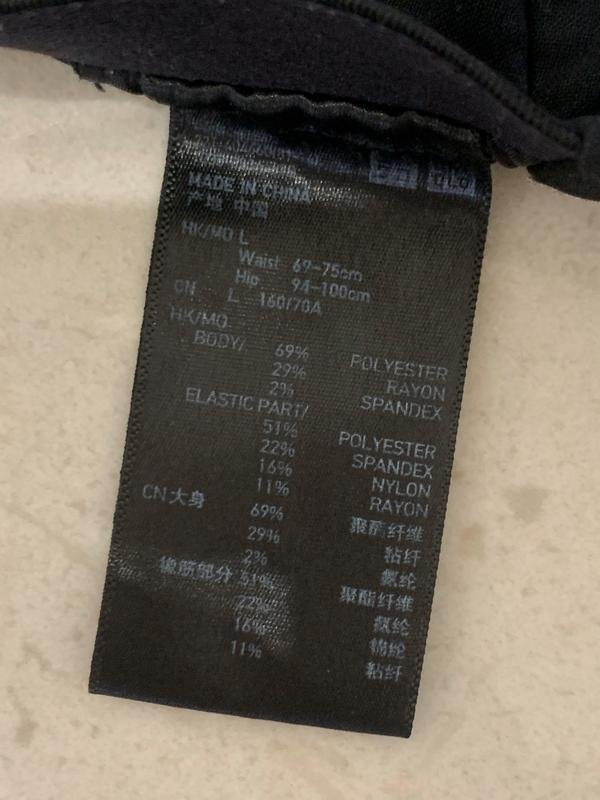 MADE IN CHINA
产地 中国
HK/MO L
Waist 69-75cm
Hip 94-100cm
CN L 160/70A
HK/MO
BODY/ 69% POLYESTER
29% RAYON
2% SPANDEX
ELASTIC PART/
51% POLYESTER
22% SPANDEX
16% NYLON
11% RAYON
CN大身 69% 聚酯纤维
29% 粘纤
2% 氨纶
橡筋部分 51% 聚酯纤维
22% 氨纶
16% 锦纶
11% 粘纤